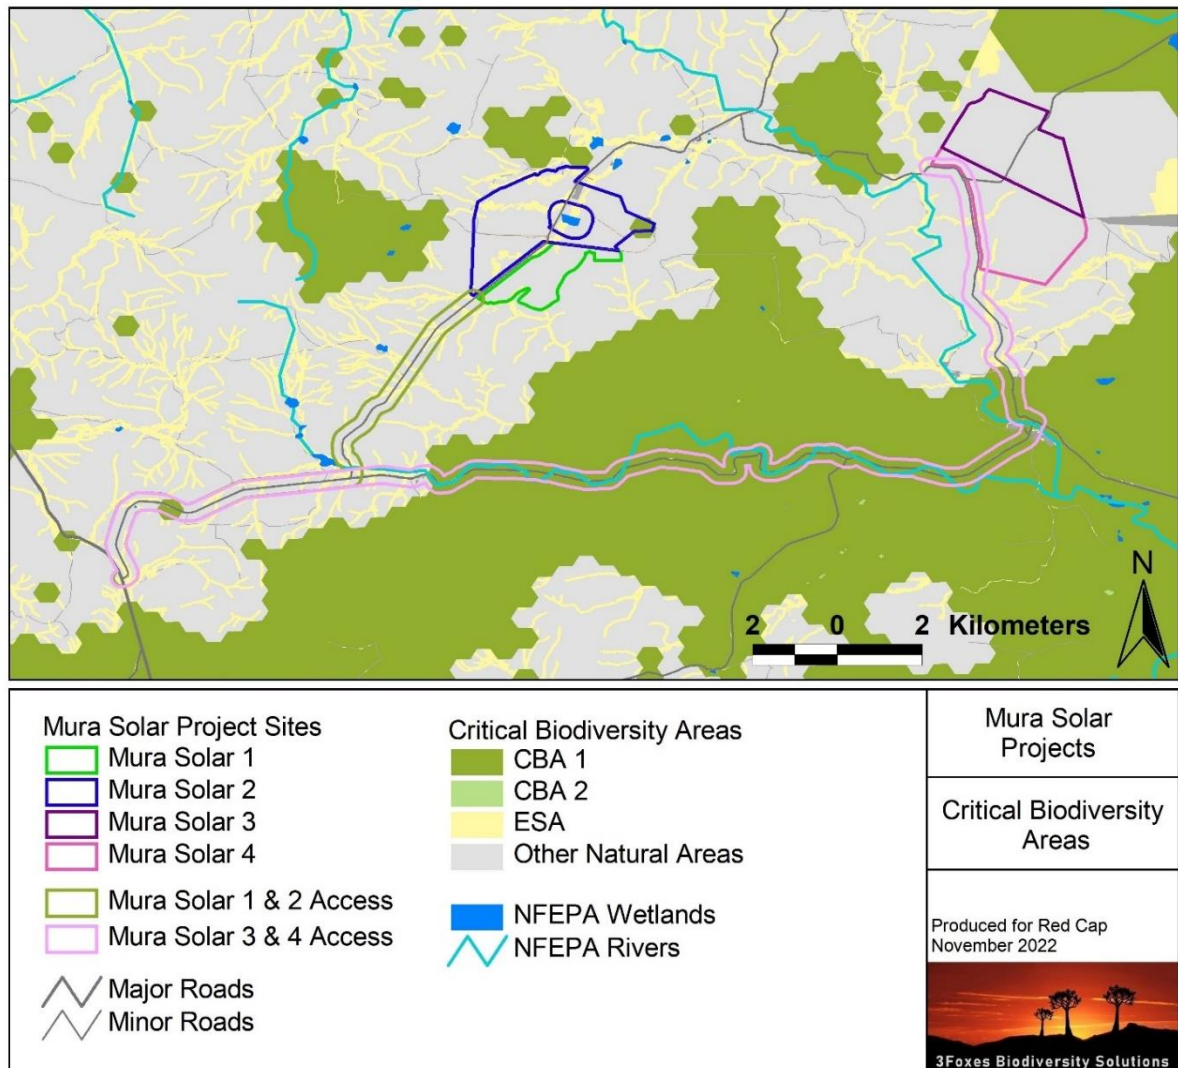 N
2 0 2 Kilometers
Mura Solar Project Sites
Mura Solar 1
Mura Solar 2
Mura Solar 3
Mura Solar 4
Mura Solar 1 & 2 Access
Mura Solar 3 & 4 Access
Major Roads
Minor Roads
Critical Biodiversity Areas
CBA 1
CBA 2
ESA
Other Natural Areas
NFEPA Wetlands
NFEPA Rivers
Mura Solar
Projects
Critical Biodiversity
Areas
Produced for Red Cap
November 2022
3Foxes Biodiversity Solutions